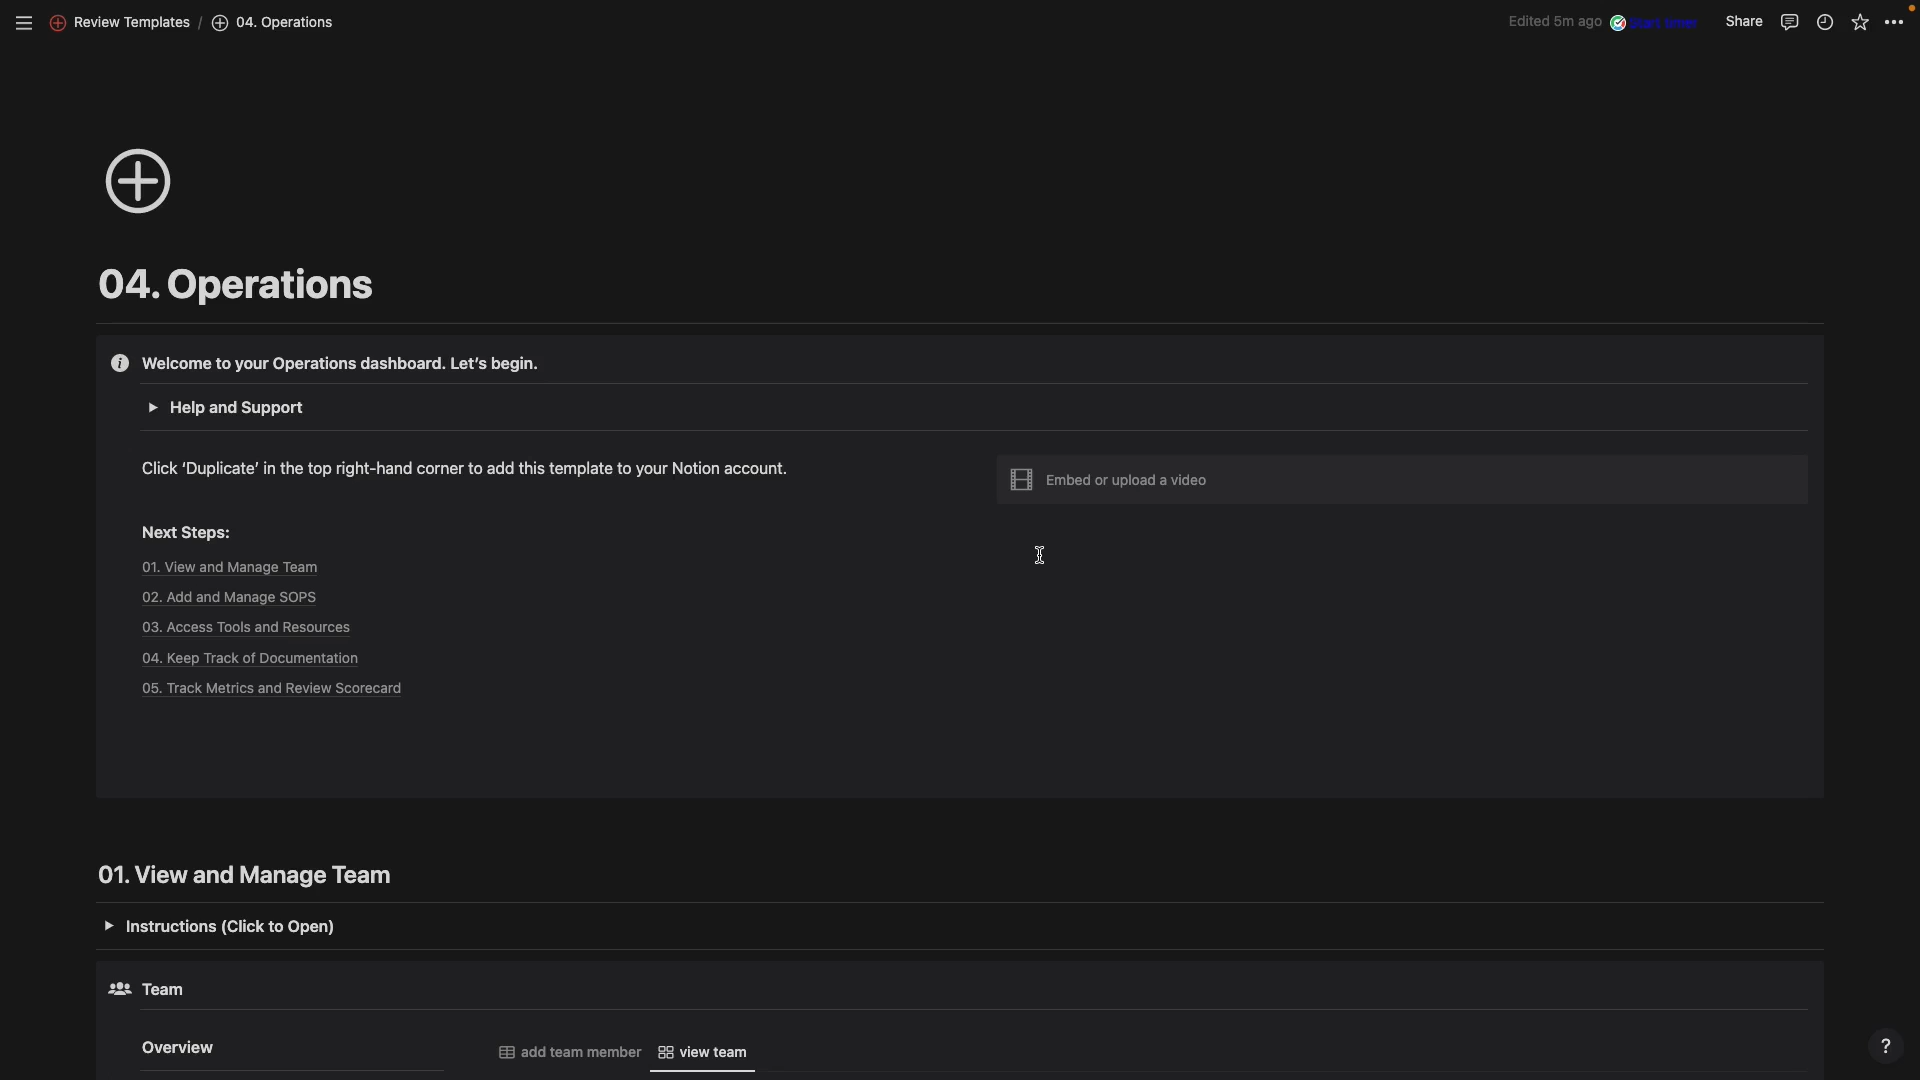 Review Templates / 04. Operations
Edited 5m ago Start timer Share
04. Operations
Welcome to your Operations dashboard. Let's begin.
Help and Support
Click 'Duplicate' in the top right-hand corner to add this template to your Notion account.
Embed or upload a video
Next Steps:
01. View and Manage Team
02. Add and Manage SOPS
03. Access Tools and Resources
04. Keep Track of Documentation
05. Track Metrics and Review Scorecard
01. View and Manage Team
Instructions (Click to Open)
Team
Overview
add team member view team
?